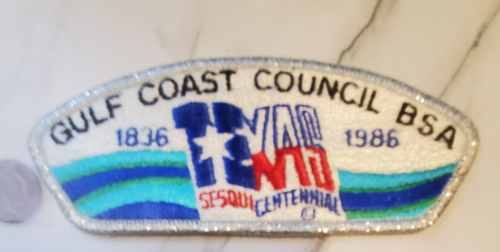 GULF COAST COUNCIL BSA
1836 1986
TEXAS
SESQUICENTENNIAL